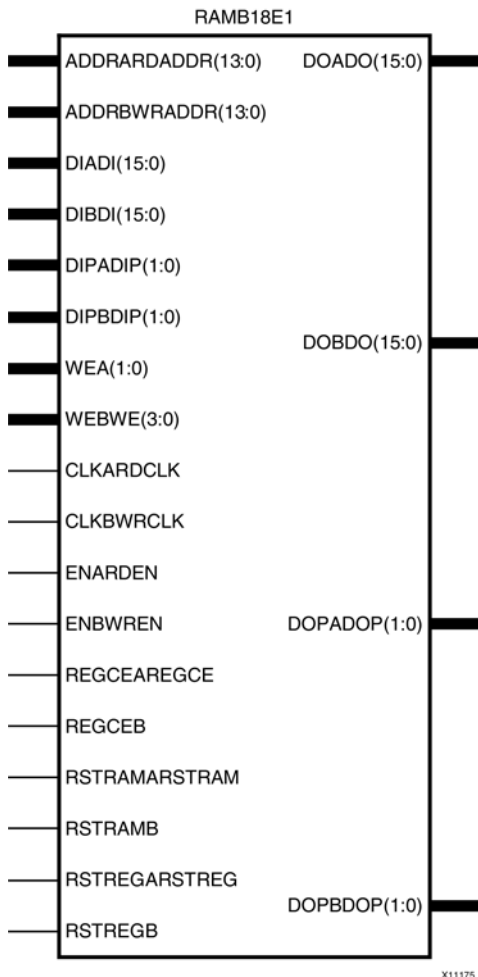 RAMB18E1
ADDRARDADDR(13:0) DOADO(15:0)
ADDRBWRADDR(13:0)
DIADI(15:0)
DIBDI(15:0)
DIPADIP(1:0)
DIPBDIP(1:0) DOBDO(15:0)
WEA(1:0)
WEBWE(3:0)
CLKARDCLK
CLKBWRCLK
ENARDEN
ENBWREN DOPADOP(1:0)
REGCEAREGCE
REGCEB
RSTRAMARSTRAM
RSTRAMB
RSTREGARSTREG
DOPBDOP(1:0)
RSTREGB
X11175